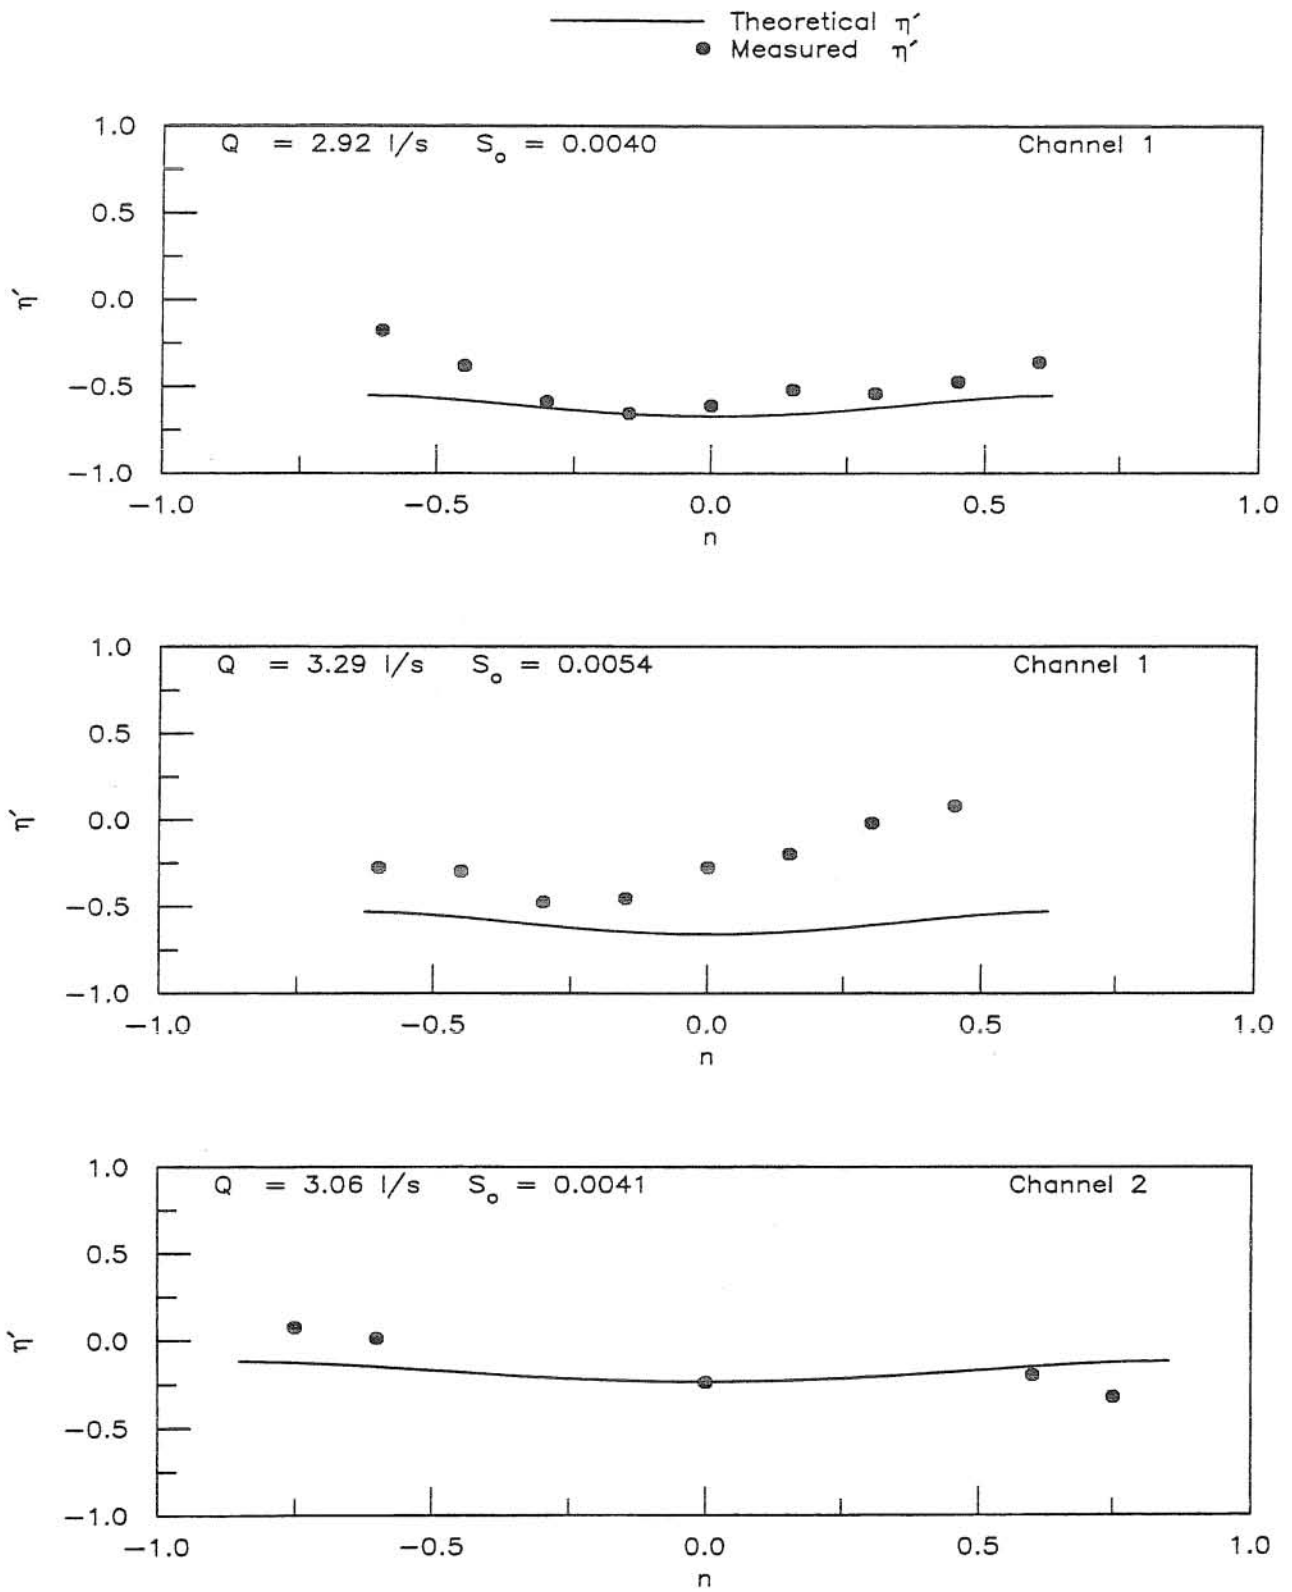 Theoretical η′
Measured η′
Q = 2.92 l/s S₀ = 0.0040 Channel 1
1.0
0.5
0.0
−0.5
−1.0
η′
−1.0 −0.5 0.0 0.5 1.0
n
Q = 3.29 l/s S₀ = 0.0054 Channel 1
1.0
0.5
0.0
−0.5
−1.0
η′
−1.0 −0.5 0.0 0.5 1.0
n
Q = 3.06 l/s S₀ = 0.0041 Channel 2
1.0
0.5
0.0
−0.5
−1.0
η′
−1.0 −0.5 0.0 0.5 1.0
n